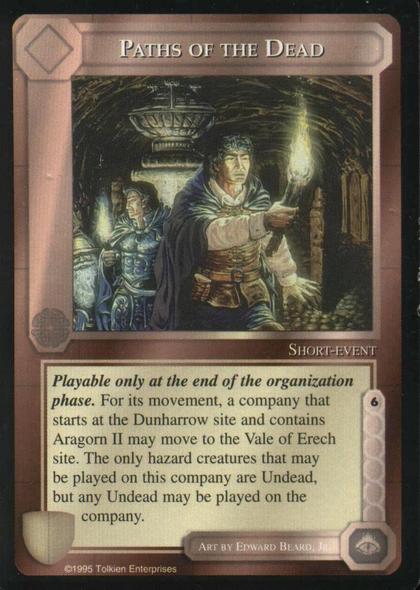 PATHS OF THE DEAD
SHORT-EVENT
Playable only at the end of the organization
phase. For its movement, a company that
starts at the Dunharrow site and contains
Aragorn II may move to the Vale of Erech
site. The only hazard creatures that may
be played on this company are Undead,
but any Undead may be played on the
company.
6
ART BY EDWARD BEARD, JR.
©1995 Tolkien Enterprises